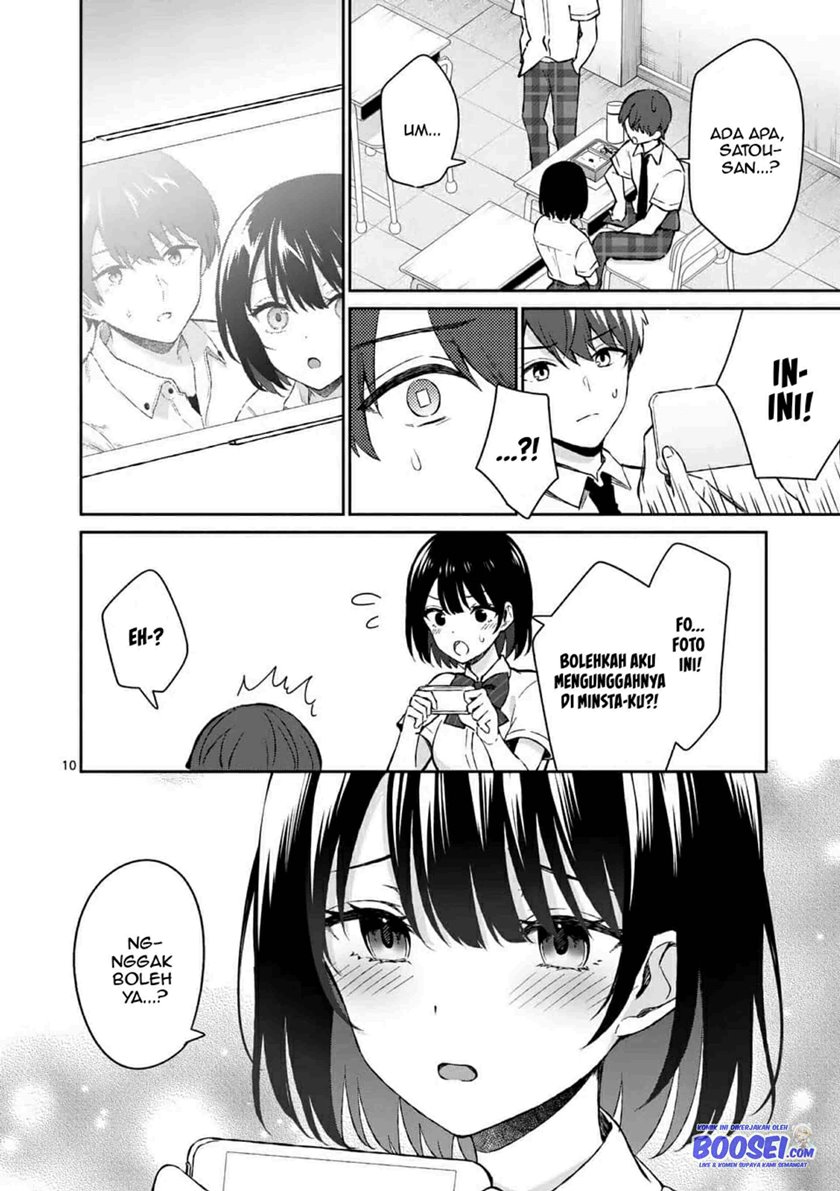 ADA APA,
SATOU-
SAN...?
UM...
IN-
INI!
...?!
FO...
FOTO
INI!
BOLEHKAH AKU
MENGUNGGAHNYA
DI MINSTA-KU?!
EH-?
10
NG-
NGGAK
BOLEH
YA...?
KOMIK INI DIKERJAKAN OLEH
BOOSEI.COM
LIKE & KOMEN SUPAYA KAMI SEMANGAT